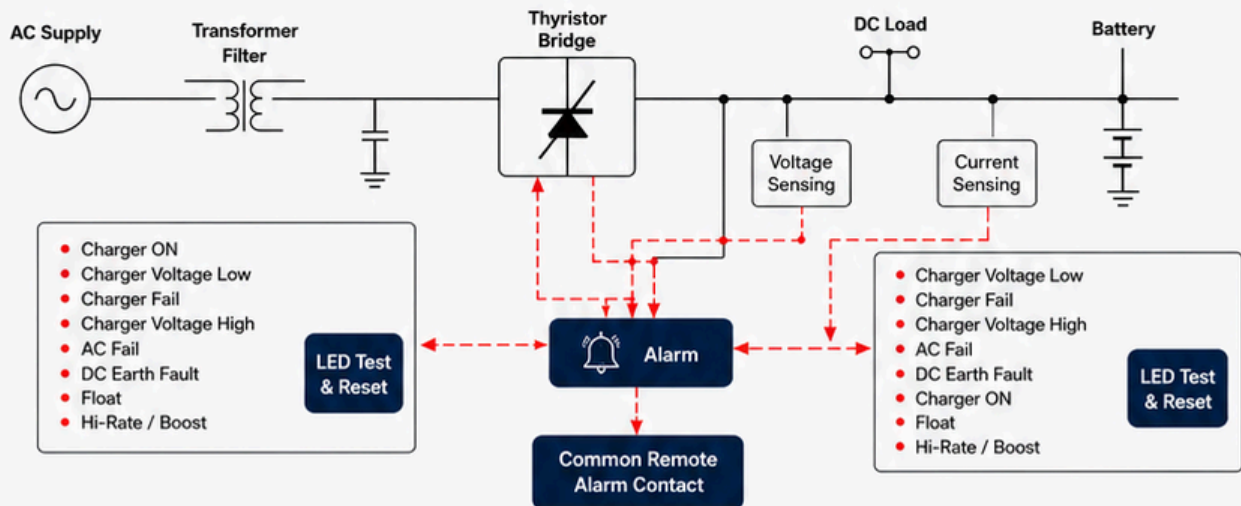 AC Supply
Transformer
Filter
Thyristor
Bridge
DC Load
Battery
Voltage
Sensing
Current
Sensing
Charger ON
Charger Voltage Low
Charger Fail
Charger Voltage High
AC Fail
DC Earth Fault
Float
Hi-Rate / Boost
LED Test
& Reset
Alarm
Common Remote
Alarm Contact
Charger Voltage Low
Charger Fail
Charger Voltage High
AC Fail
DC Earth Fault
Charger ON
Float
Hi-Rate / Boost
LED Test
& Reset